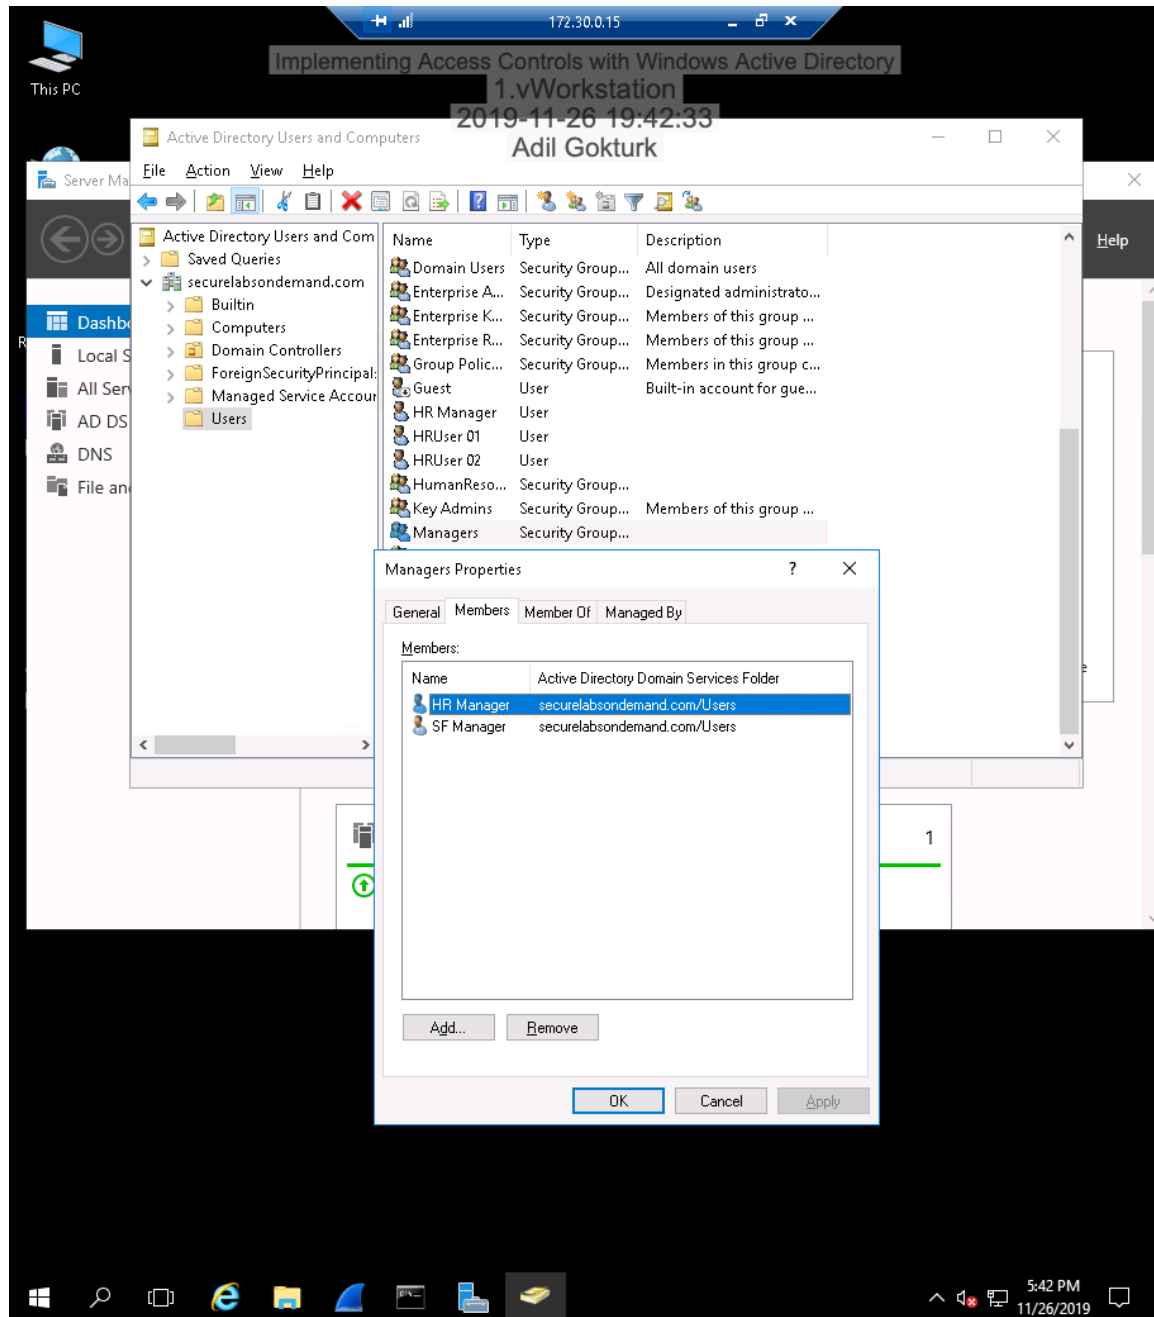 172.30.0.15
This PC
Implementing Access Controls with Windows Active Directory
1.vWorkstation
2019-11-26 19:42:33
Adil Gokturk
Active Directory Users and Computers
File Action View Help
Server Ma
Help
Dashbo
Local S
All Ser
AD DS
DNS
File an
Active Directory Users and Com
Saved Queries
securelabsondemand.com
Builtin
Computers
Domain Controllers
ForeignSecurityPrincipal
Managed Service Accour
Users
Name Type Description
Domain Users Security Group... All domain users
Enterprise A... Security Group... Designated administrato...
Enterprise K... Security Group... Members of this group ...
Enterprise R... Security Group... Members of this group ...
Group Polic... Security Group... Members in this group c...
Guest User Built-in account for gue...
HR Manager User
HRUser 01 User
HRUser 02 User
HumanReso... Security Group...
Key Admins Security Group... Members of this group ...
Managers Security Group...
Managers Properties
?
General Members Member Of Managed By
Members:
Name Active Directory Domain Services Folder
HR Manager securelabsondemand.com/Users
SF Manager securelabsondemand.com/Users
Add... Remove
OK Cancel Apply
1
5:42 PM
11/26/2019